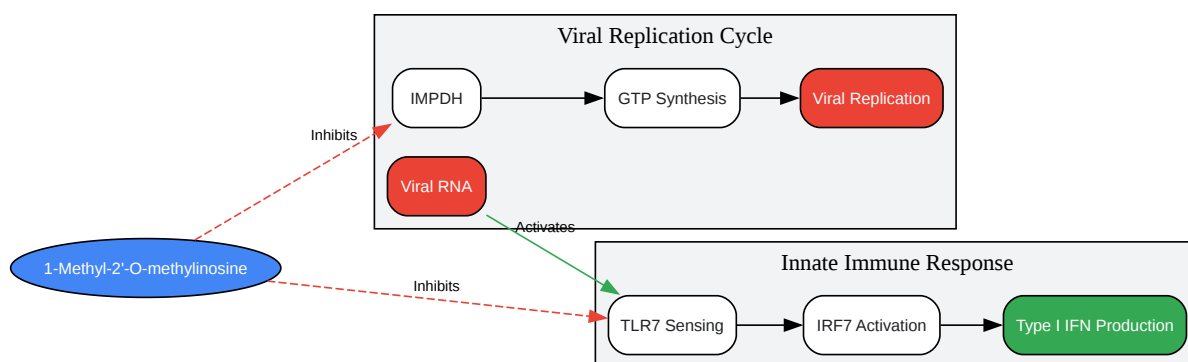 Viral Replication Cycle
IMPDH
GTP Synthesis
Viral Replication
Inhibits
Viral RNA
Activates
1-Methyl-2'-O-methylinosine
Innate Immune Response
Inhibits
TLR7 Sensing
IRF7 Activation
Type I IFN Production